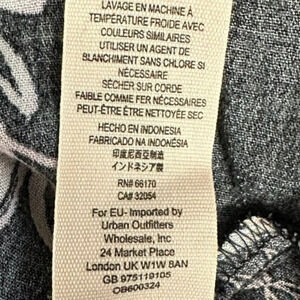 LAVAGE EN MACHINE À
TEMPÉRATURE FROIDE AVEC
COULEURS SIMILAIRES
UTILISER UN AGENT DE
BLANCHIMENT SANS CHLORE SI
NÉCESSAIRE
SÉCHER SUR CORDE
FAIBLE COMME FER NÉCESSAIRES
PEUT-ÊTRE ÊTRE NETTOYÉE SEC
HECHO EN INDONESIA
FABRICADO NA INDONÉSIA
印度尼西亞制造
インドネシア製
RN# 66170
CA# 32054
For EU- Imported by
Urban Outfitters
Wholesale, Inc
24 Market Place
London UK W1W 8AN
GB 975119105
OB600324